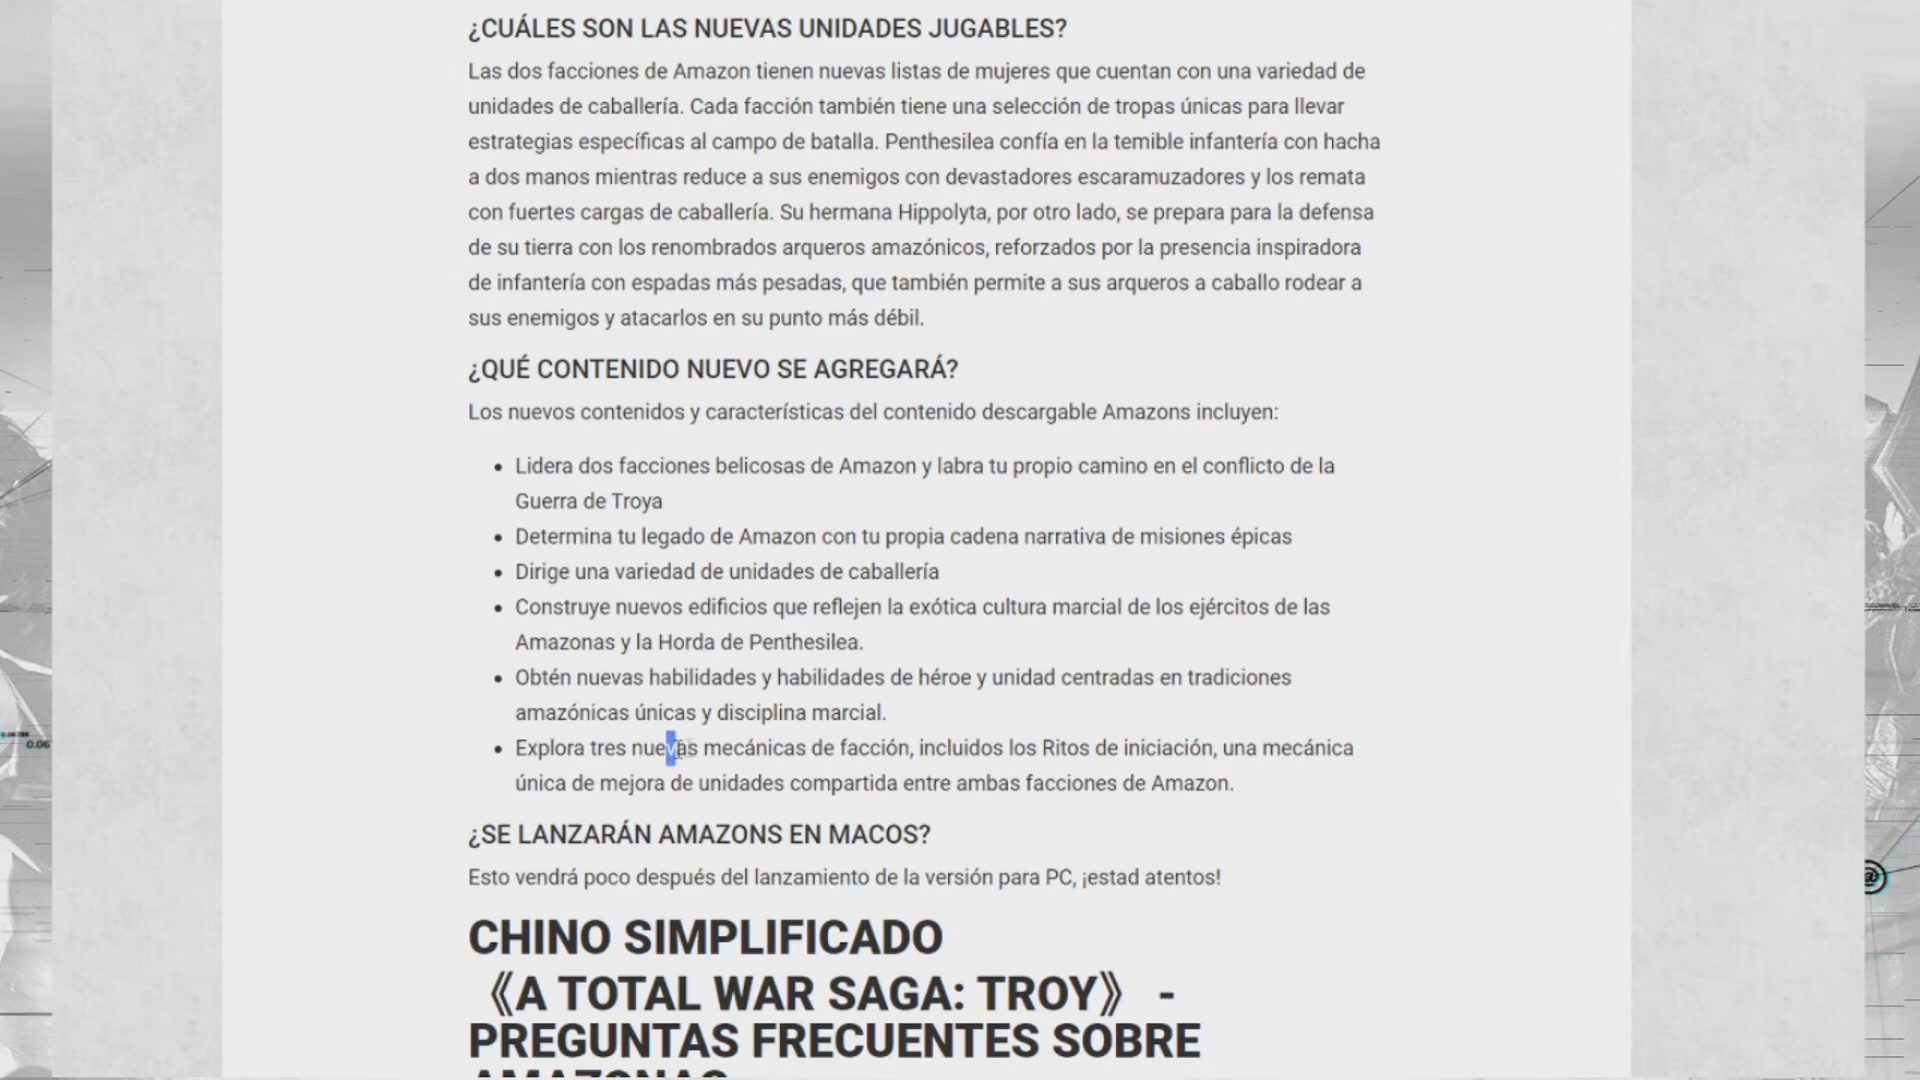 ¿CUÁLES SON LAS NUEVAS UNIDADES JUGABLES?
Las dos facciones de Amazon tienen nuevas listas de mujeres que cuentan con una variedad de
unidades de caballería. Cada facción también tiene una selección de tropas únicas para llevar
estrategias específicas al campo de batalla. Penthesilea confía en la temible infantería con hacha
a dos manos mientras reduce a sus enemigos con devastadores escaramuzadores y los remata
con fuertes cargas de caballería. Su hermana Hippolyta, por otro lado, se prepara para la defensa
de su tierra con los renombrados arqueros amazónicos, reforzados por la presencia inspiradora
de infantería con espadas más pesadas, que también permite a sus arqueros a caballo rodear a
sus enemigos y atacarlos en su punto más débil.
¿QUÉ CONTENIDO NUEVO SE AGREGARÁ?
Los nuevos contenidos y características del contenido descargable Amazons incluyen:
• Lidera dos facciones belicosas de Amazon y labra tu propio camino en el conflicto de la
Guerra de Troya
• Determina tu legado de Amazon con tu propia cadena narrativa de misiones épicas
• Dirige una variedad de unidades de caballería
• Construye nuevos edificios que reflejen la exótica cultura marcial de los ejércitos de las
Amazonas y la Horda de Penthesilea.
• Obtén nuevas habilidades y habilidades de héroe y unidad centradas en tradiciones
amazónicas únicas y disciplina marcial.
• Explora tres nuevas mecánicas de facción, incluidos los Ritos de iniciación, una mecánica
única de mejora de unidades compartida entre ambas facciones de Amazon.
¿SE LANZARÁN AMAZONS EN MACOS?
Esto vendrá poco después del lanzamiento de la versión para PC, ¡estad atentos!
CHINO SIMPLIFICADO
《A TOTAL WAR SAGA: TROY》 -
PREGUNTAS FRECUENTES SOBRE
AMAZONAS
0.06